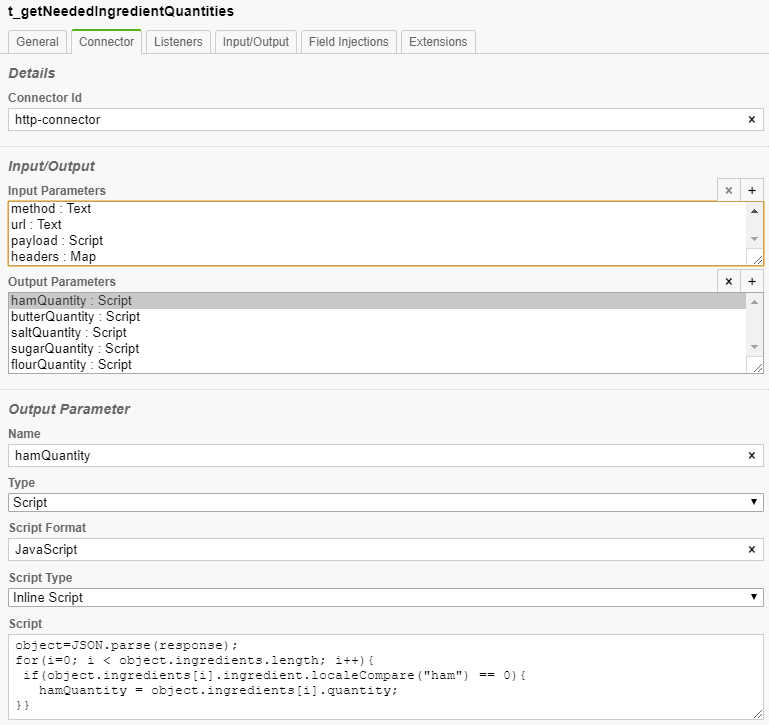 t_getNeededIngredientQuantities
General Connector Listeners Input/Output Field Injections Extensions
Details
Connector Id
http-connector ×
Input/Output
Input Parameters × +
method : Text
url : Text
payload : Script
headers : Map
Output Parameters × +
hamQuantity : Script
butterQuantity : Script
saltQuantity : Script
sugarQuantity : Script
flourQuantity : Script
Output Parameter
Name
hamQuantity ×
Type
Script
Script Format
JavaScript ×
Script Type
Inline Script
Script
object=JSON.parse(response);
for(i=0; i < object.ingredients.length; i++){
if(object.ingredients[i].ingredient.localeCompare("ham") == 0){
hamQuantity = object.ingredients[i].quantity;
}}